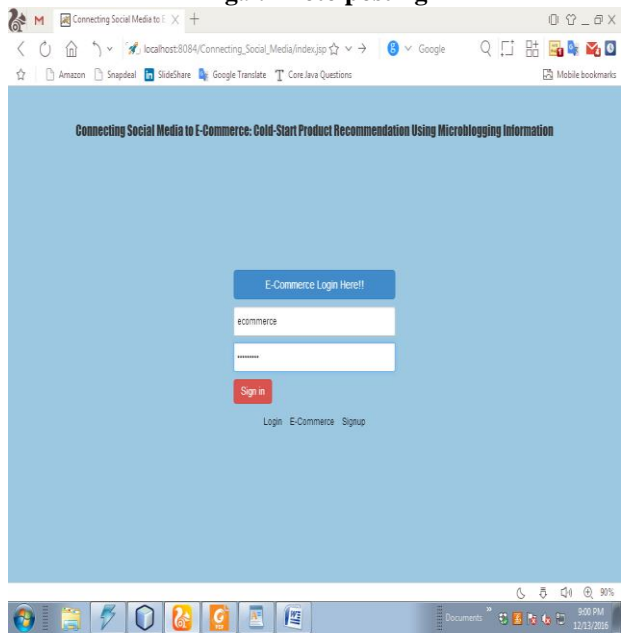 Connecting Social Media to E
localhost:8084/Connecting_Social_Media/index.jsp Google
Amazon Snapdeal SlideShare Google Translate Core Java Questions Mobile bookmarks
Connecting Social Media to E-Commerce: Cold-Start Product Recommendation Using Microblogging Information
E-Commerce Login Here!!
ecommerce
•••••••••
Sign in
Login E-Commerce Signup
90%
Documents 9:00 PM
12/13/2016